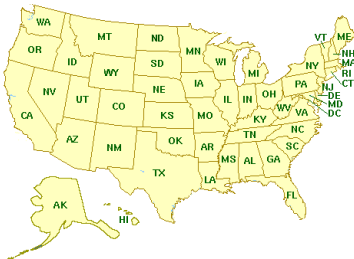 WA
MT
ND
MN
VT
ME
OR
ID
WY
SD
WI
MI
NY
NH
MA
RI
CT
NV
UT
CO
NE
IA
IL
IN
OH
PA
NJ
DE
MD
DC
CA
AZ
NM
KS
MO
KY
WV
VA
OK
AR
TN
NC
SC
TX
LA
MS
AL
GA
FL
AK
HI